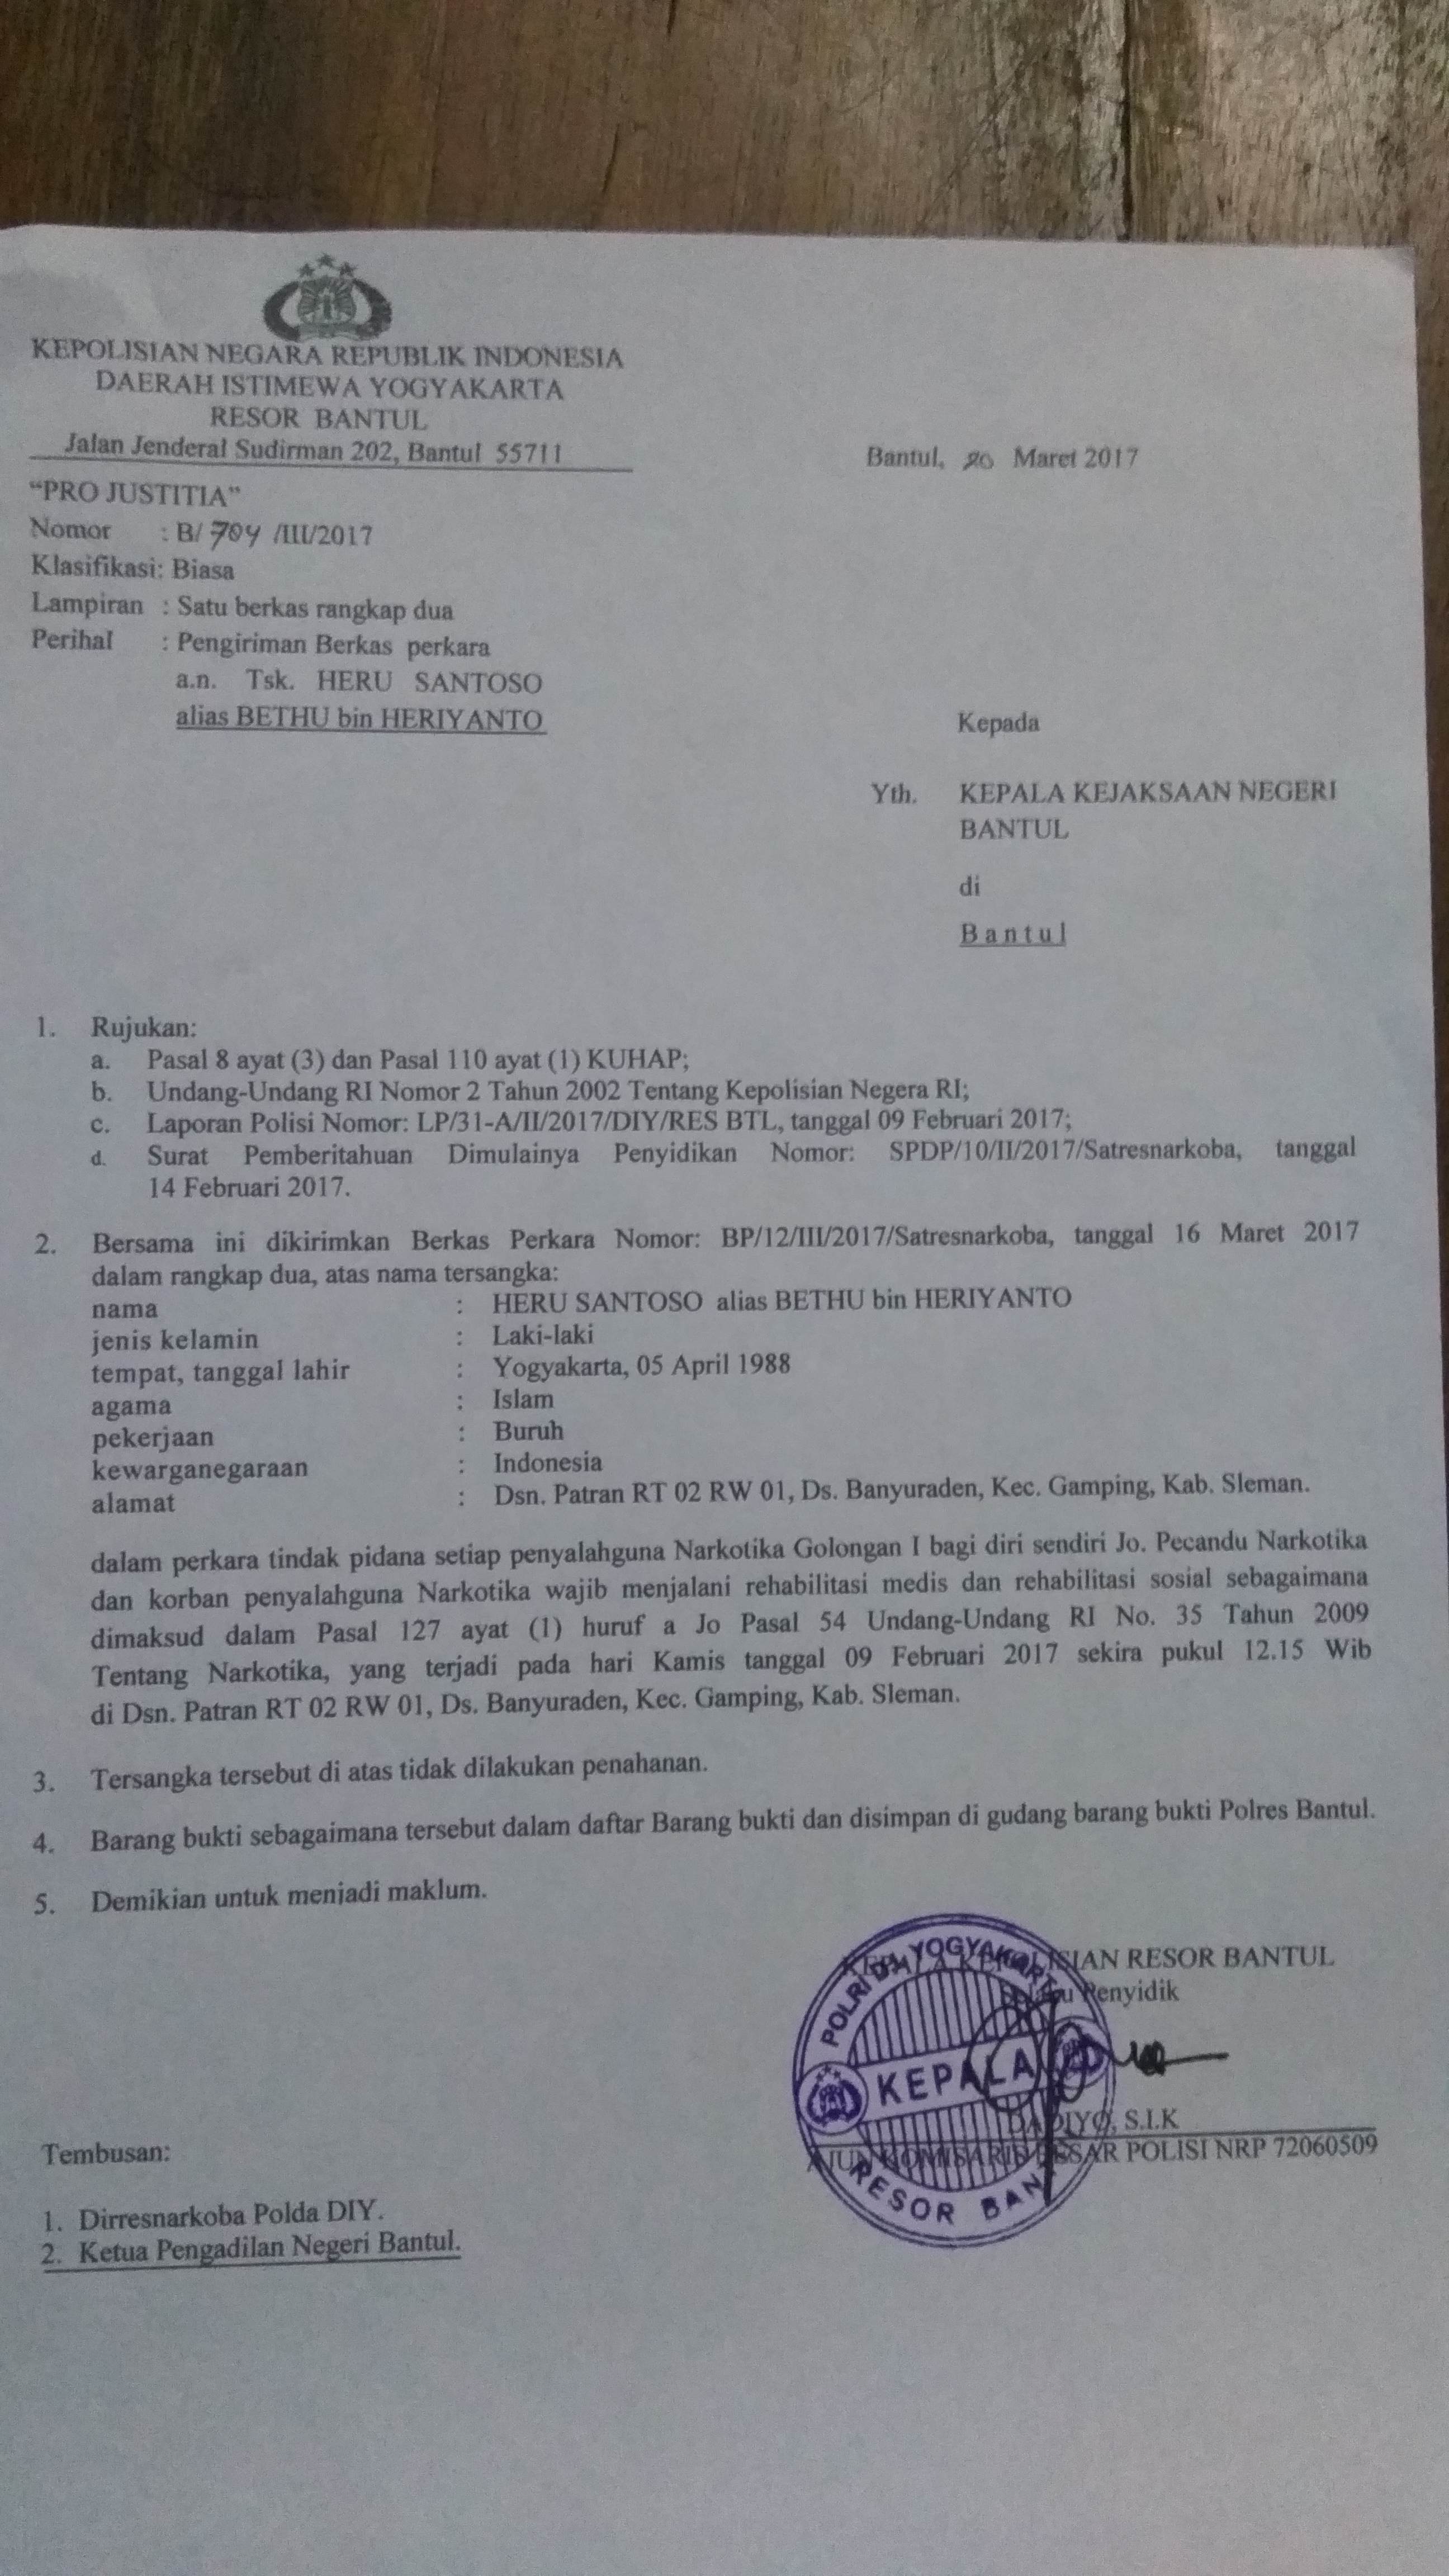 KEPOLISIAN NEGARA REPUBLIK INDONESIA
DAERAH ISTIMEWA YOGYAKARTA
RESOR BANTUL
Jalan Jenderal Sudirman 202, Bantul 55711
Bantul, 20 Maret 2017
“PRO JUSTITIA”
Nomor : B/ 704 /III/2017
Klasifikasi: Biasa
Lampiran : Satu berkas rangkap dua
Perihal : Pengiriman Berkas perkara
a.n. Tsk. HERU SANTOSO
alias BETHU bin HERIYANTO
Kepada
Yth. KEPALA KEJAKSAAN NEGERI
BANTUL
di
Bantul
1. Rujukan:
a. Pasal 8 ayat (3) dan Pasal 110 ayat (1) KUHAP;
b. Undang-Undang RI Nomor 2 Tahun 2002 Tentang Kepolisian Negera RI;
c. Laporan Polisi Nomor: LP/31-A/II/2017/DIY/RES BTL, tanggal 09 Februari 2017;
d. Surat Pemberitahuan Dimulainya Penyidikan Nomor: SPDP/10/II/2017/Satresnarkoba, tanggal
14 Februari 2017.
2. Bersama ini dikirimkan Berkas Perkara Nomor: BP/12/III/2017/Satresnarkoba, tanggal 16 Maret 2017
dalam rangkap dua, atas nama tersangka:
nama : HERU SANTOSO alias BETHU bin HERIYANTO
jenis kelamin : Laki-laki
tempat, tanggal lahir : Yogyakarta, 05 April 1988
agama : Islam
pekerjaan : Buruh
kewarganegaraan : Indonesia
alamat : Dsn. Patran RT 02 RW 01, Ds. Banyuraden, Kec. Gamping, Kab. Sleman.
dalam perkara tindak pidana setiap penyalahguna Narkotika Golongan I bagi diri sendiri Jo. Pecandu Narkotika
dan korban penyalahguna Narkotika wajib menjalani rehabilitasi medis dan rehabilitasi sosial sebagaimana
dimaksud dalam Pasal 127 ayat (1) huruf a Jo Pasal 54 Undang-Undang RI No. 35 Tahun 2009
Tentang Narkotika, yang terjadi pada hari Kamis tanggal 09 Februari 2017 sekira pukul 12.15 Wib
di Dsn. Patran RT 02 RW 01, Ds. Banyuraden, Kec. Gamping, Kab. Sleman.
3. Tersangka tersebut di atas tidak dilakukan penahanan.
4. Barang bukti sebagaimana tersebut dalam daftar Barang bukti dan disimpan di gudang barang bukti Polres Bantul.
5. Demikian untuk menjadi maklum.
KEPALA KEPOLISIAN RESOR BANTUL
Penyidik
POLRI DA YOGYAKARTA
KEPALA
RESOR
S.I.K
AJUN KOMISARIS BESAR POLISI NRP 72060509
Tembusan:
1. Dirresnarkoba Polda DIY.
2. Ketua Pengadilan Negeri Bantul.